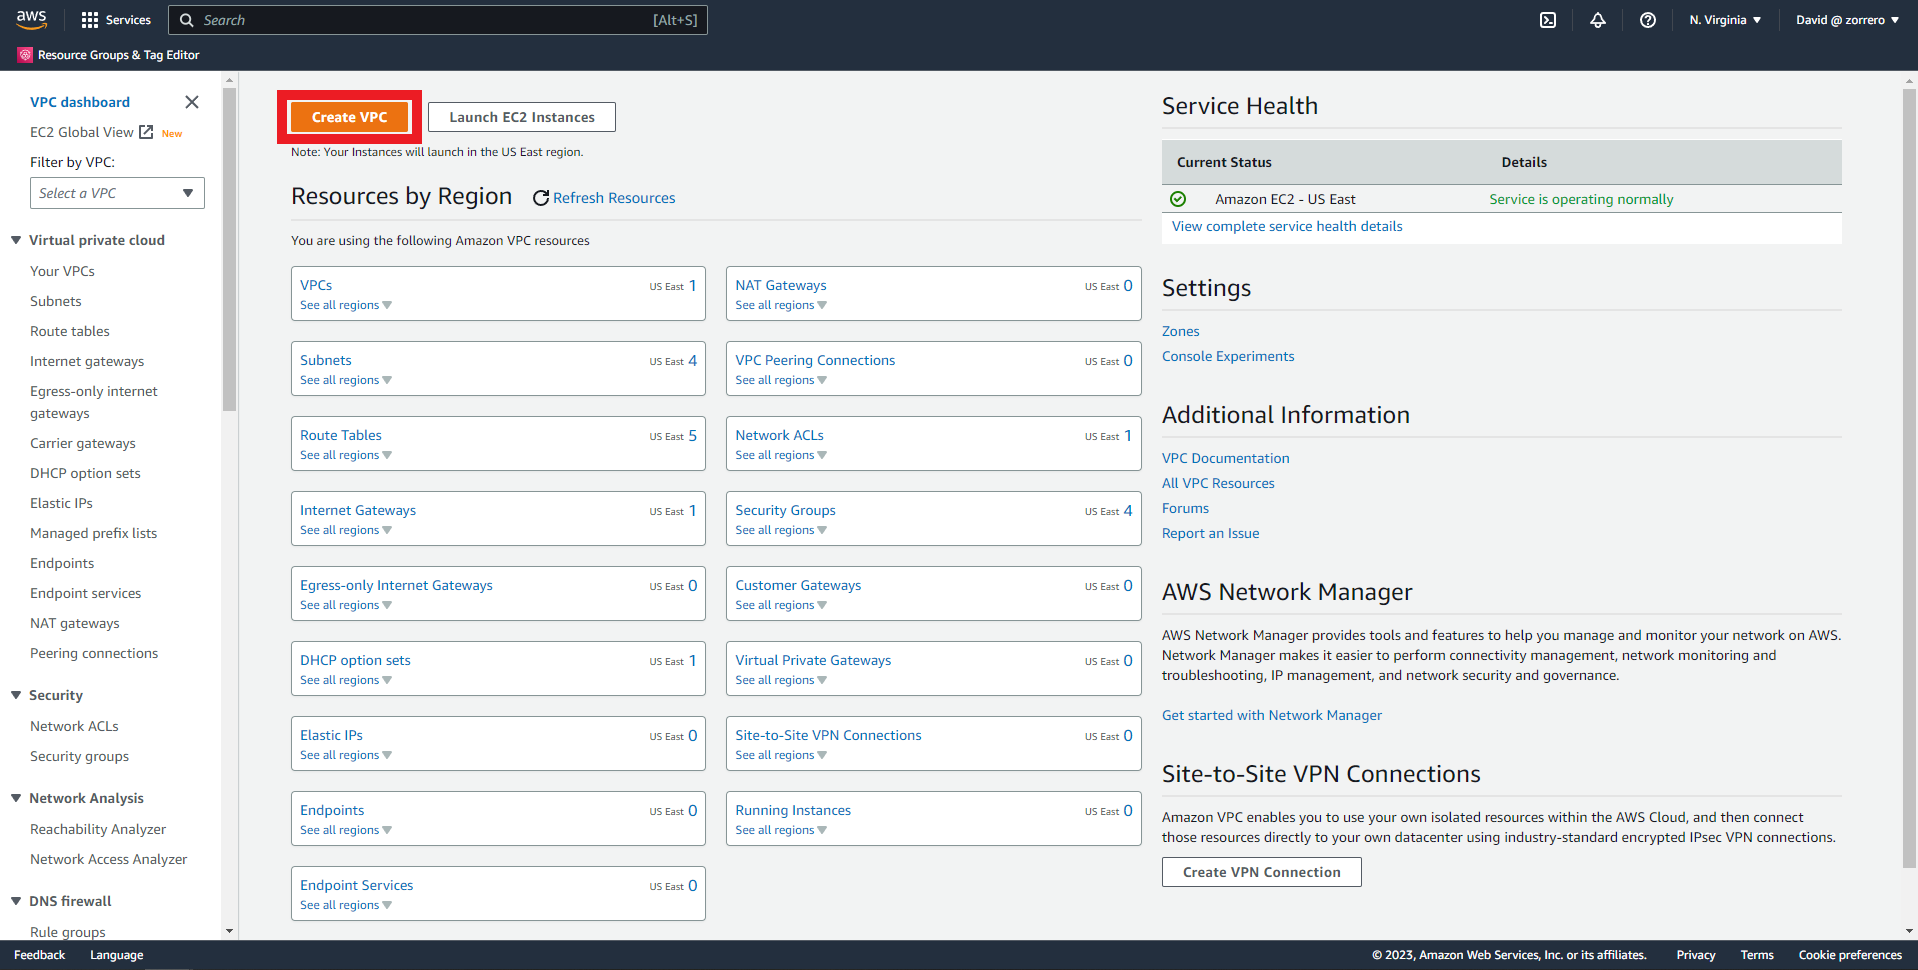 aws
Services
Search [Alt+S]
N. Virginia
David @ zorrero
Resource Groups & Tag Editor
VPC dashboard
EC2 Global View New
Filter by VPC:
Select a VPC
Virtual private cloud
Your VPCs
Subnets
Route tables
Internet gateways
Egress-only internet
gateways
Carrier gateways
DHCP option sets
Elastic IPs
Managed prefix lists
Endpoints
Endpoint services
NAT gateways
Peering connections
Security
Network ACLs
Security groups
Network Analysis
Reachability Analyzer
Network Access Analyzer
DNS firewall
Rule groups
Create VPC
Launch EC2 Instances
Note: Your Instances will launch in the US East region.
Resources by Region
Refresh Resources
You are using the following Amazon VPC resources
VPCs US East 1
See all regions
NAT Gateways US East 0
See all regions
Subnets US East 4
See all regions
VPC Peering Connections US East 0
See all regions
Route Tables US East 5
See all regions
Network ACLs US East 1
See all regions
Internet Gateways US East 1
See all regions
Security Groups US East 4
See all regions
Egress-only Internet Gateways US East 0
See all regions
Customer Gateways US East 0
See all regions
DHCP option sets US East 1
See all regions
Virtual Private Gateways US East 0
See all regions
Elastic IPs US East 0
See all regions
Site-to-Site VPN Connections US East 0
See all regions
Endpoints US East 0
See all regions
Running Instances US East 0
See all regions
Endpoint Services US East 0
See all regions
Service Health
Current Status Details
Amazon EC2 - US East Service is operating normally
View complete service health details
Settings
Zones
Console Experiments
Additional Information
VPC Documentation
All VPC Resources
Forums
Report an Issue
AWS Network Manager
AWS Network Manager provides tools and features to help you manage and monitor your network on AWS.
Network Manager makes it easier to perform connectivity management, network monitoring and
troubleshooting, IP management, and network security and governance.
Get started with Network Manager
Site-to-Site VPN Connections
Amazon VPC enables you to use your own isolated resources within the AWS Cloud, and then connect
those resources directly to your own datacenter using industry-standard encrypted IPsec VPN connections.
Create VPN Connection
Feedback
Language
© 2023, Amazon Web Services, Inc. or its affiliates.
Privacy
Terms
Cookie preferences